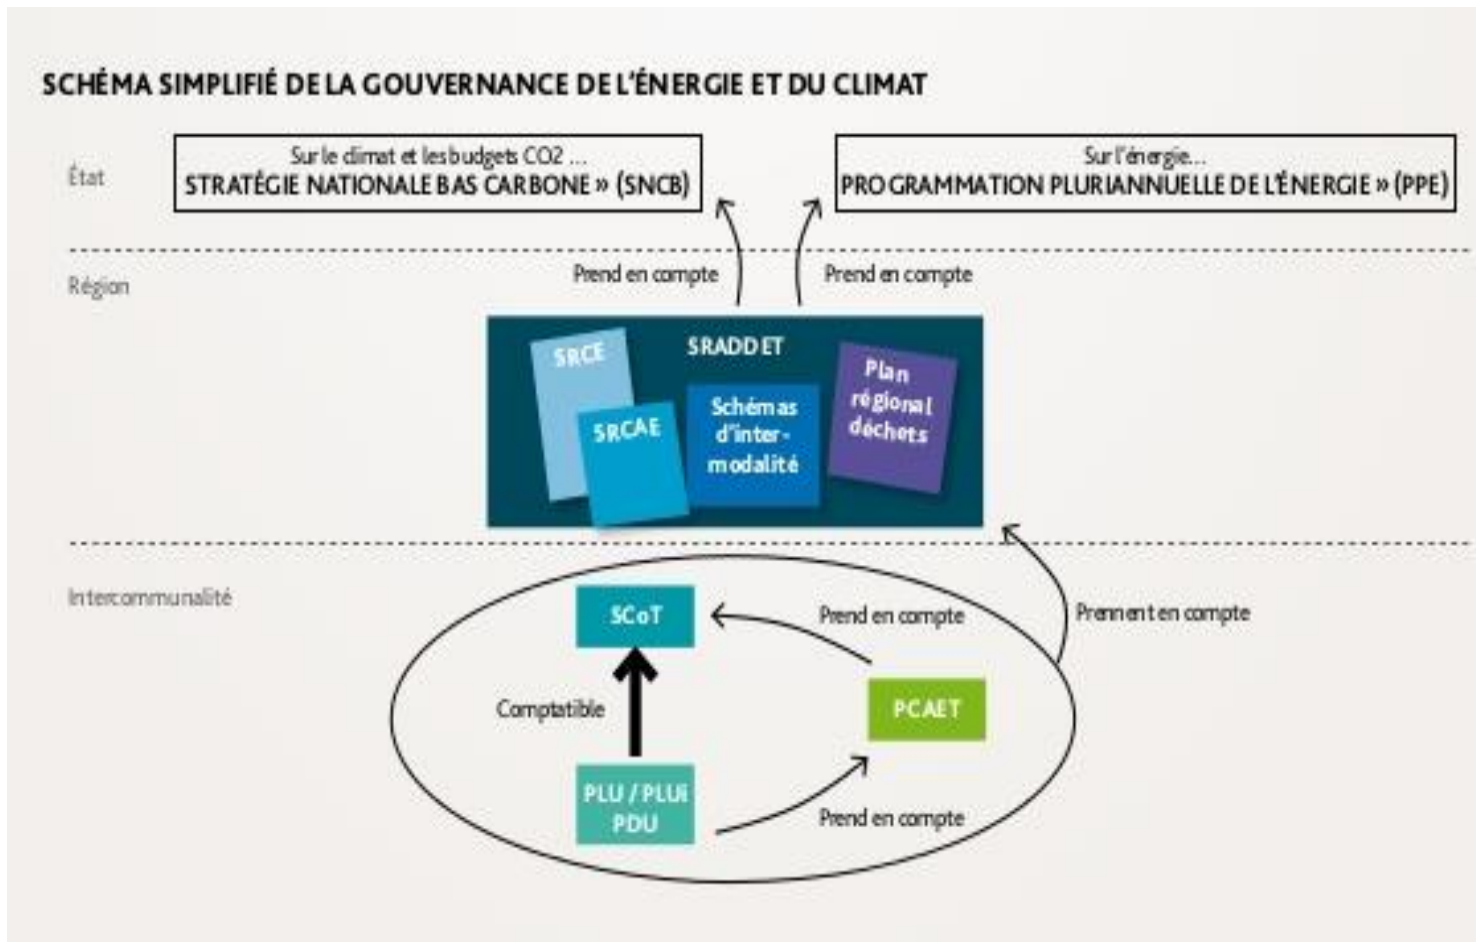 SCHÉMA SIMPLIFIÉ DE LA GOUVERNANCE DE L'ÉNERGIE ET DU CLIMAT
État
Sur le climat et les budgets CO2 ...
STRATÉGIE NATIONALE BAS CARBONE » (SNCB)
Sur l'énergie...
PROGRAMMATION PLURIANNUELLE DE L'ÉNERGIE » (PPE)
Région
Prend en compte
Prend en compte
SRADDET
SRCE
SRCAE
Schémas
d'inter-
modalité
Plan
régional
déchets
Intercommunalité
SCoT
Prend en compte
Prennent en compte
Comptatible
PCAET
PLU / PLUi
PDU
Prend en compte